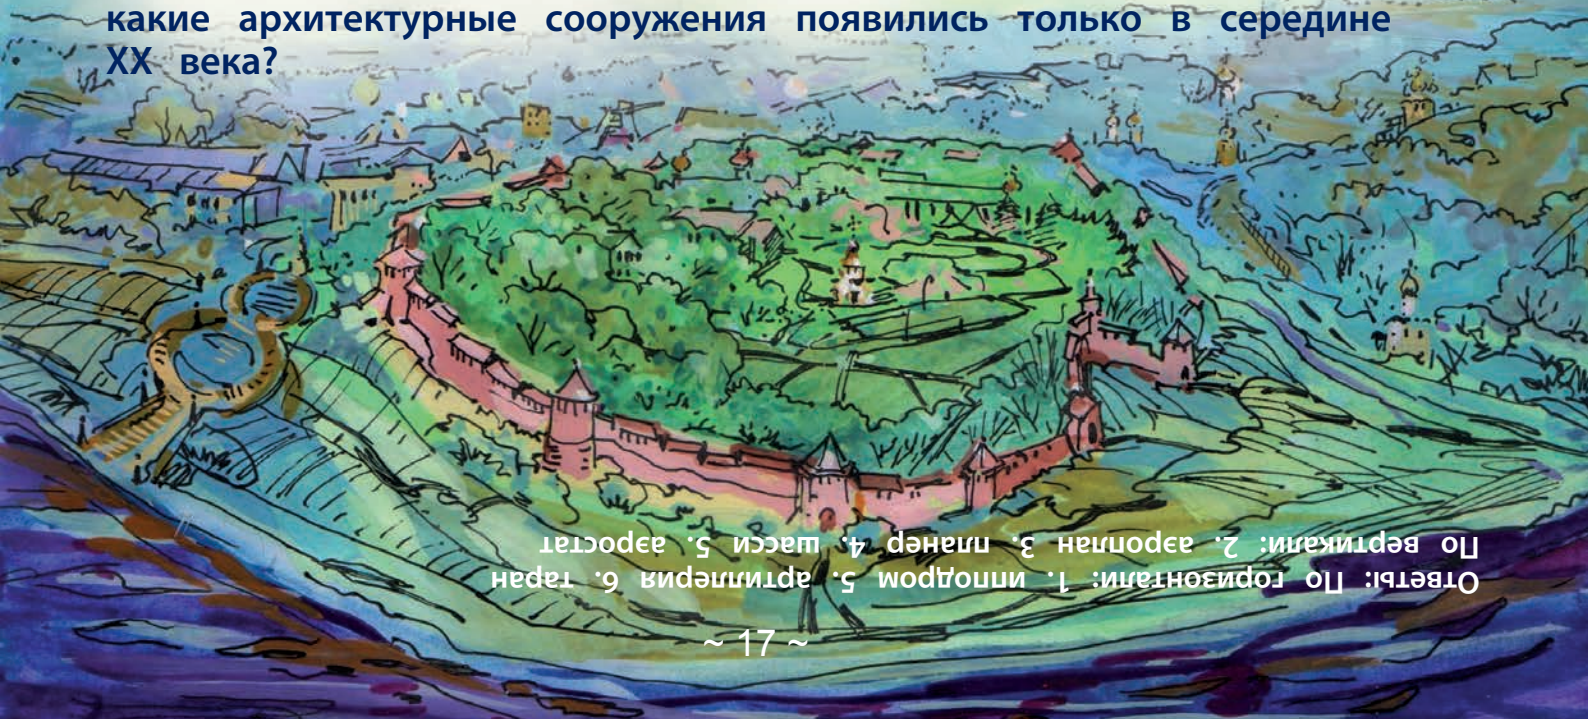 какие архитектурные сооружения появились только в середине
XX века?
Ответы: По горизонтали: 1. ипподром 5. артиллерия 6. таран
По вертикали: 2. аэроплан 3. планер 4. шасси 5. аэростат
~ 17 ~